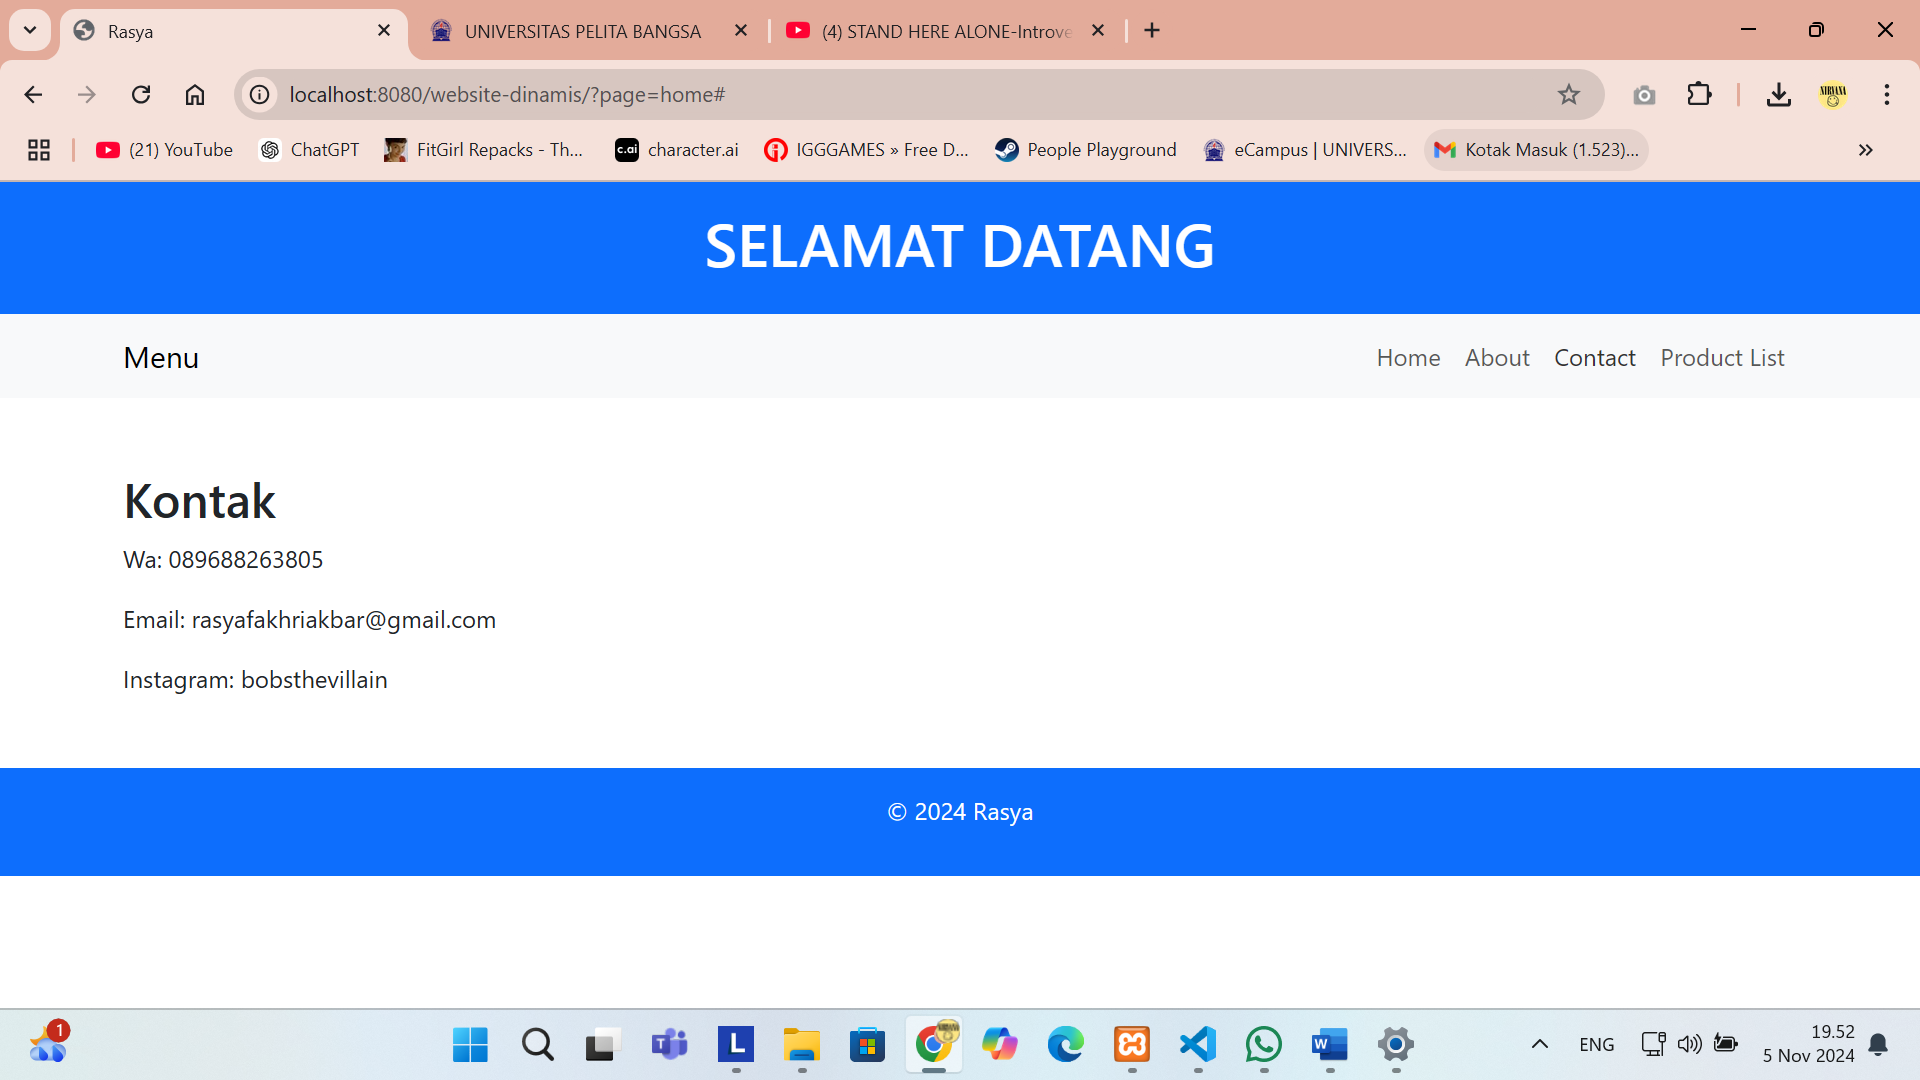 Rasya
UNIVERSITAS PELITA BANGSA
(4) STAND HERE ALONE-Introve
localhost:8080/website-dinamis/?page=home#
NIRVANA
(21) YouTube
ChatGPT
FitGirl Repacks - Th...
c.ai character.ai
IGGGAMES » Free D...
People Playground
eCampus | UNIVERS...
Kotak Masuk (1.523)...
SELAMAT DATANG
Menu
Home
About
Contact
Product List
Kontak
Wa: 089688263805
Email: rasyafakhriakbar@gmail.com
Instagram: bobsthevillain
© 2024 Rasya
1
T
L
W
ENG
19.52
5 Nov 2024